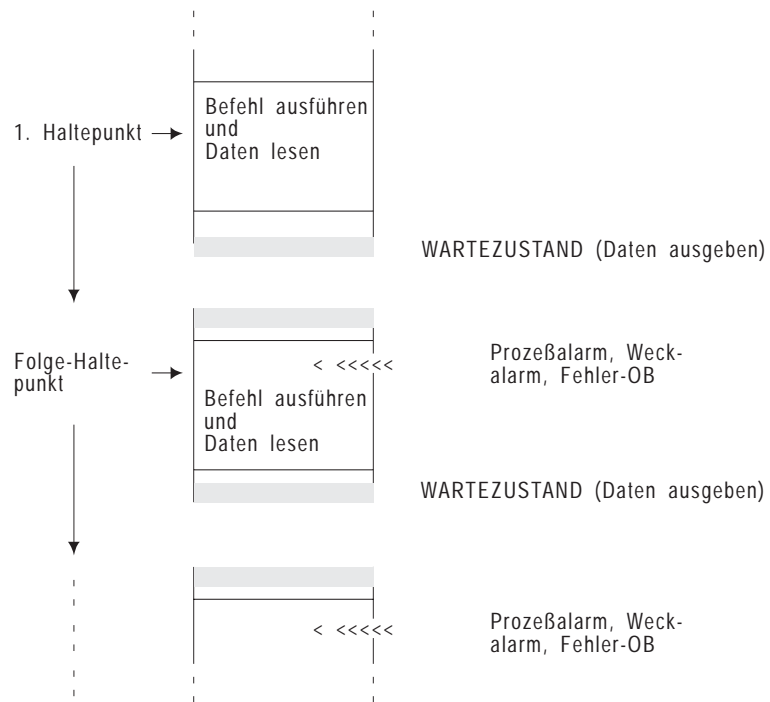 Befehl ausführen
und
Daten lesen
1. Haltepunkt
WARTEZUSTAND (Daten ausgeben)
Folge-Halte-
punkt
< <<<<<
Prozeßalarm, Weck-
alarm, Fehler-OB
Befehl ausführen
und
Daten lesen
WARTEZUSTAND (Daten ausgeben)
< <<<<<
Prozeßalarm, Weck-
alarm, Fehler-OB